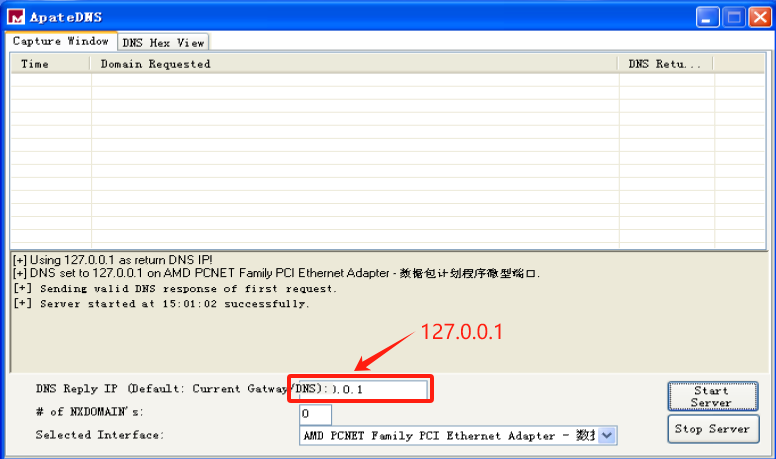 ApateDNS
Capture Window DNS Hex View
Time Domain Requested DNS Retu...
[+] Using 127.0.0.1 as return DNS IP!
[+] DNS set to 127.0.0.1 on AMD PCNET Family PCI Ethernet Adapter - 数据包计划程序微型端口.
[+] Sending valid DNS response of first request.
[+] Server started at 15:01:02 successfully.
127.0.0.1
DNS Reply IP (Default: Current Gatway/DNS): ).0.1
Start Server
# of NXDOMAIN's: 0
Selected Interface: AMD PCNET Family PCI Ethernet Adapter - 数据
Stop Server